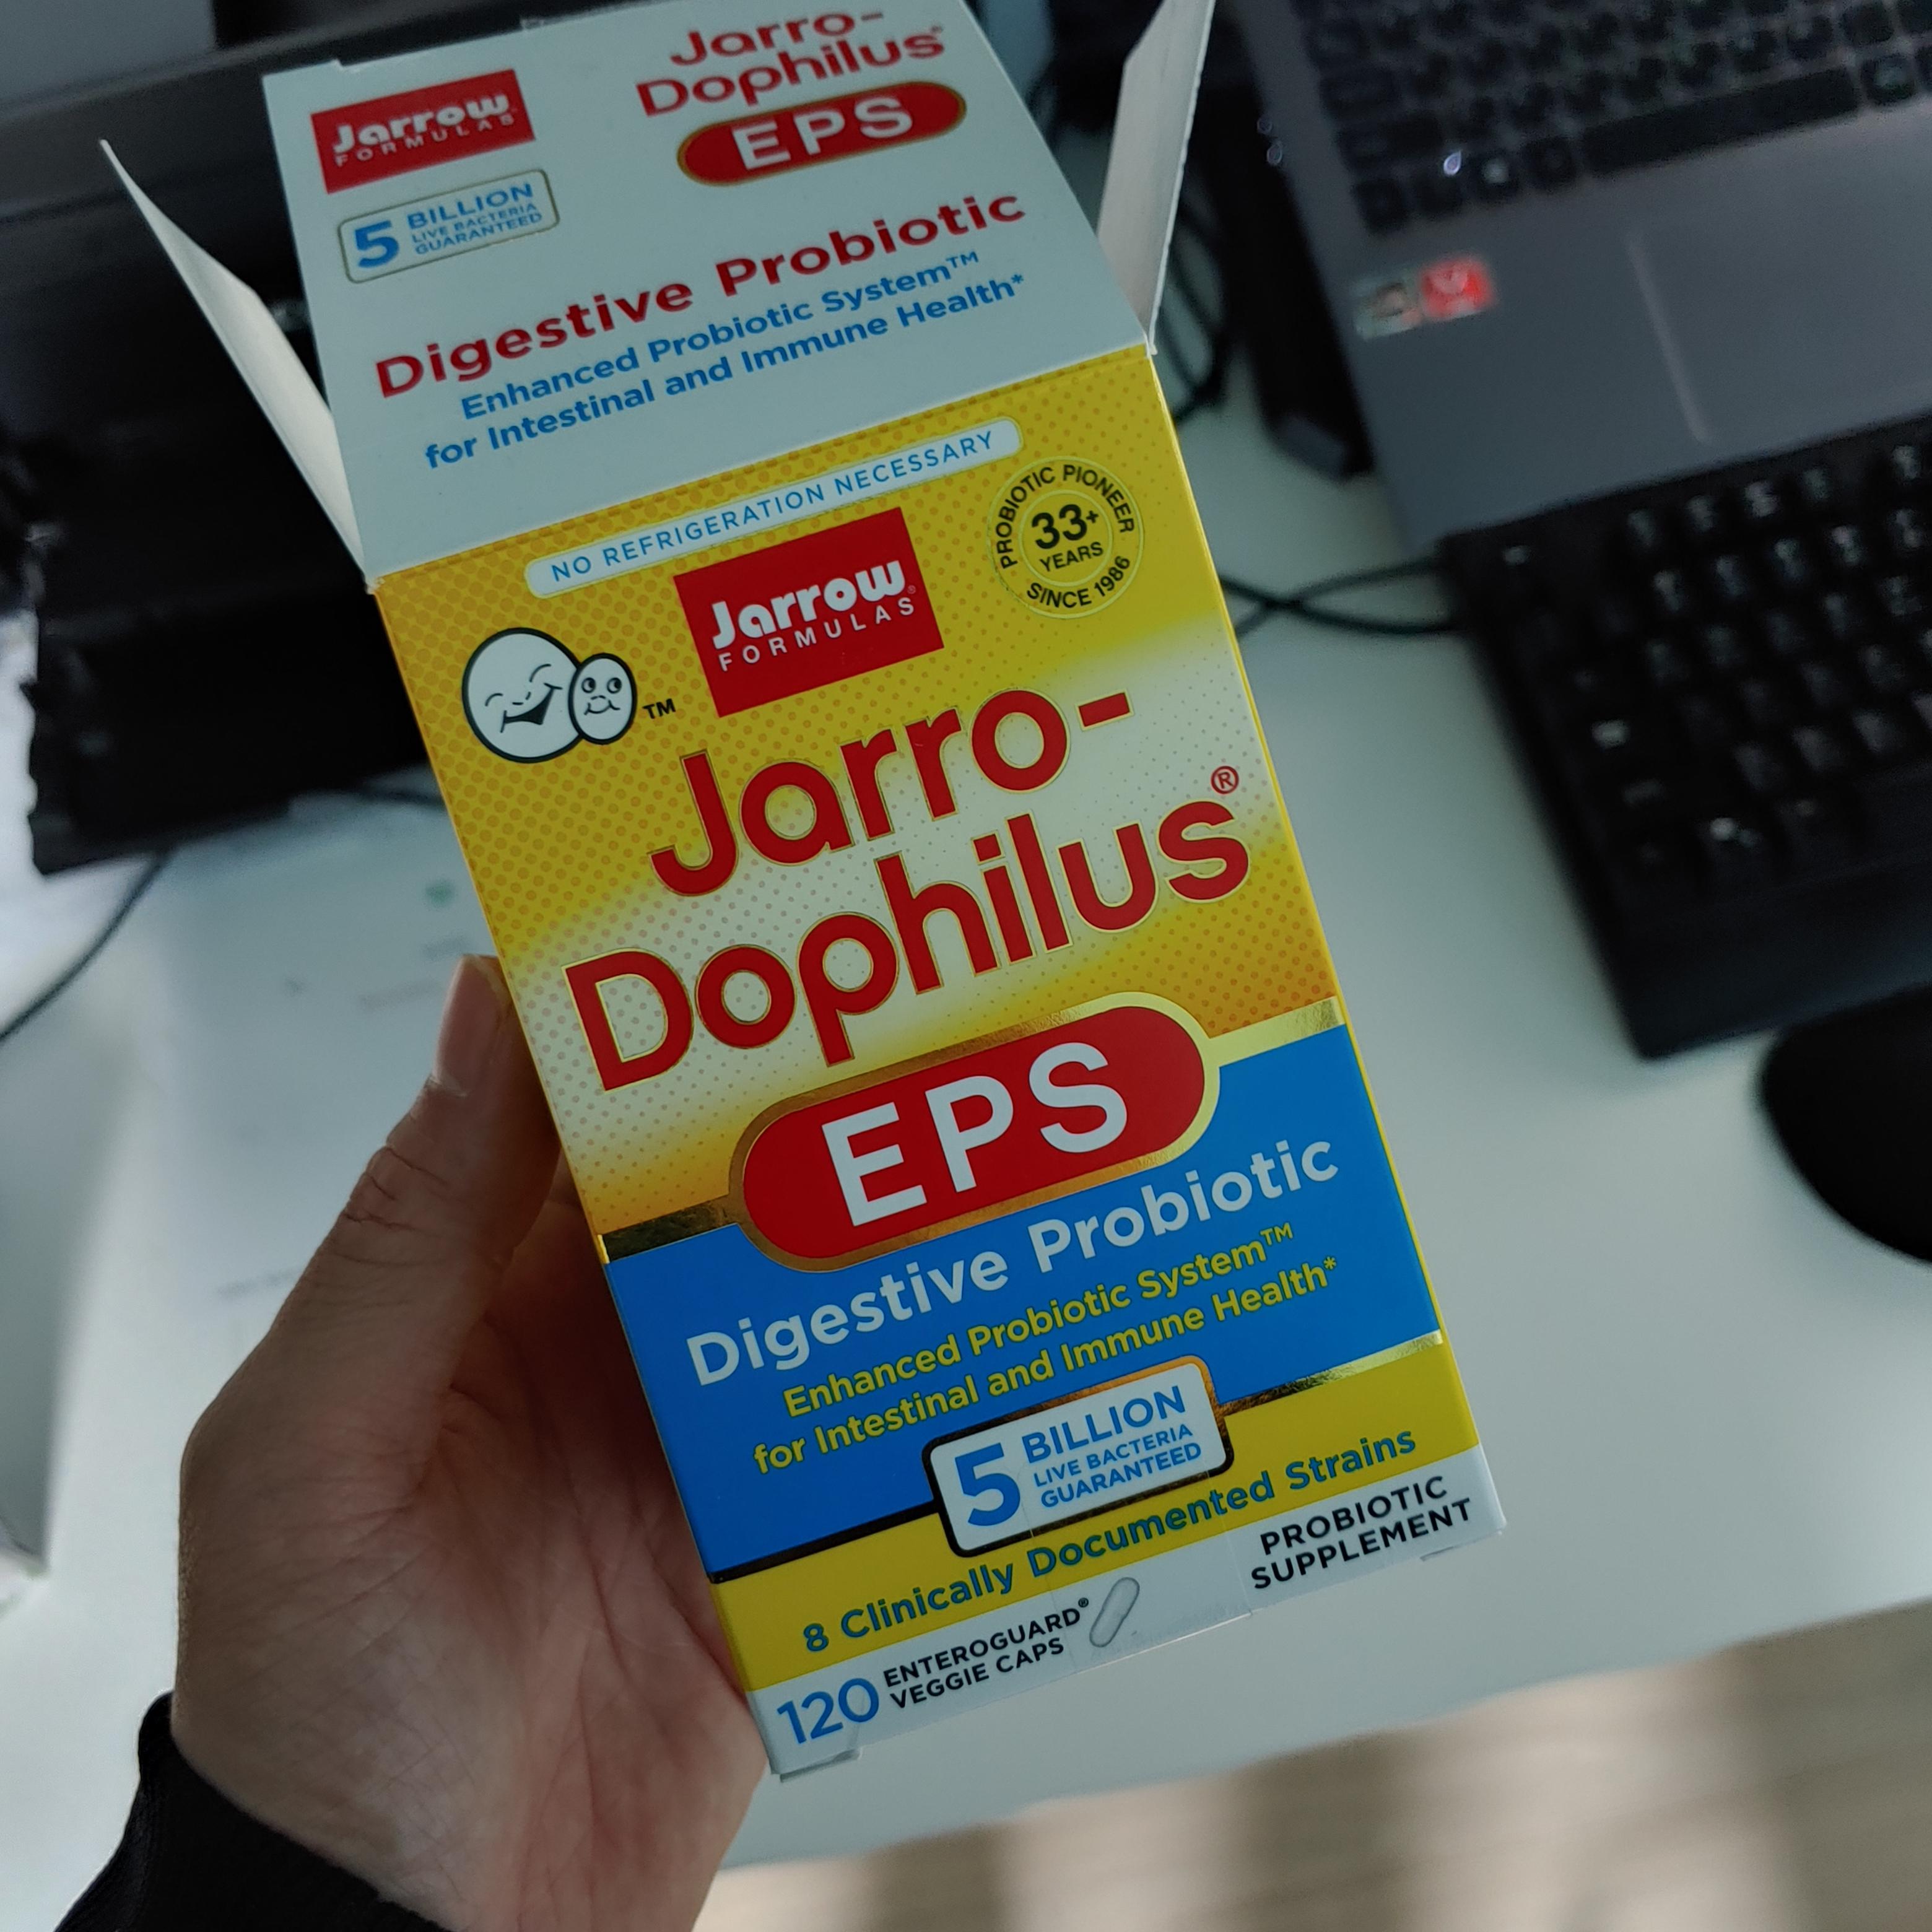 Jarrow
FORMULAS
5 BILLION
LIVE BACTERIA
GUARANTEED
Jarro-
Dophilus®
EPS
Digestive Probiotic
Enhanced Probiotic System™
for Intestinal and Immune Health*
NO REFRIGERATION NECESSARY
PROBIOTIC PIONEER
33+
YEARS
SINCE 1986
Jarrow®
FORMULAS
TM
Jarro-
Dophilus®
EPS
Digestive Probiotic
Enhanced Probiotic System™
for Intestinal and Immune Health*
5 BILLION
LIVE BACTERIA
GUARANTEED
8 Clinically Documented Strains
120 ENTEROGUARD®
VEGGIE CAPS
PROBIOTIC
SUPPLEMENT